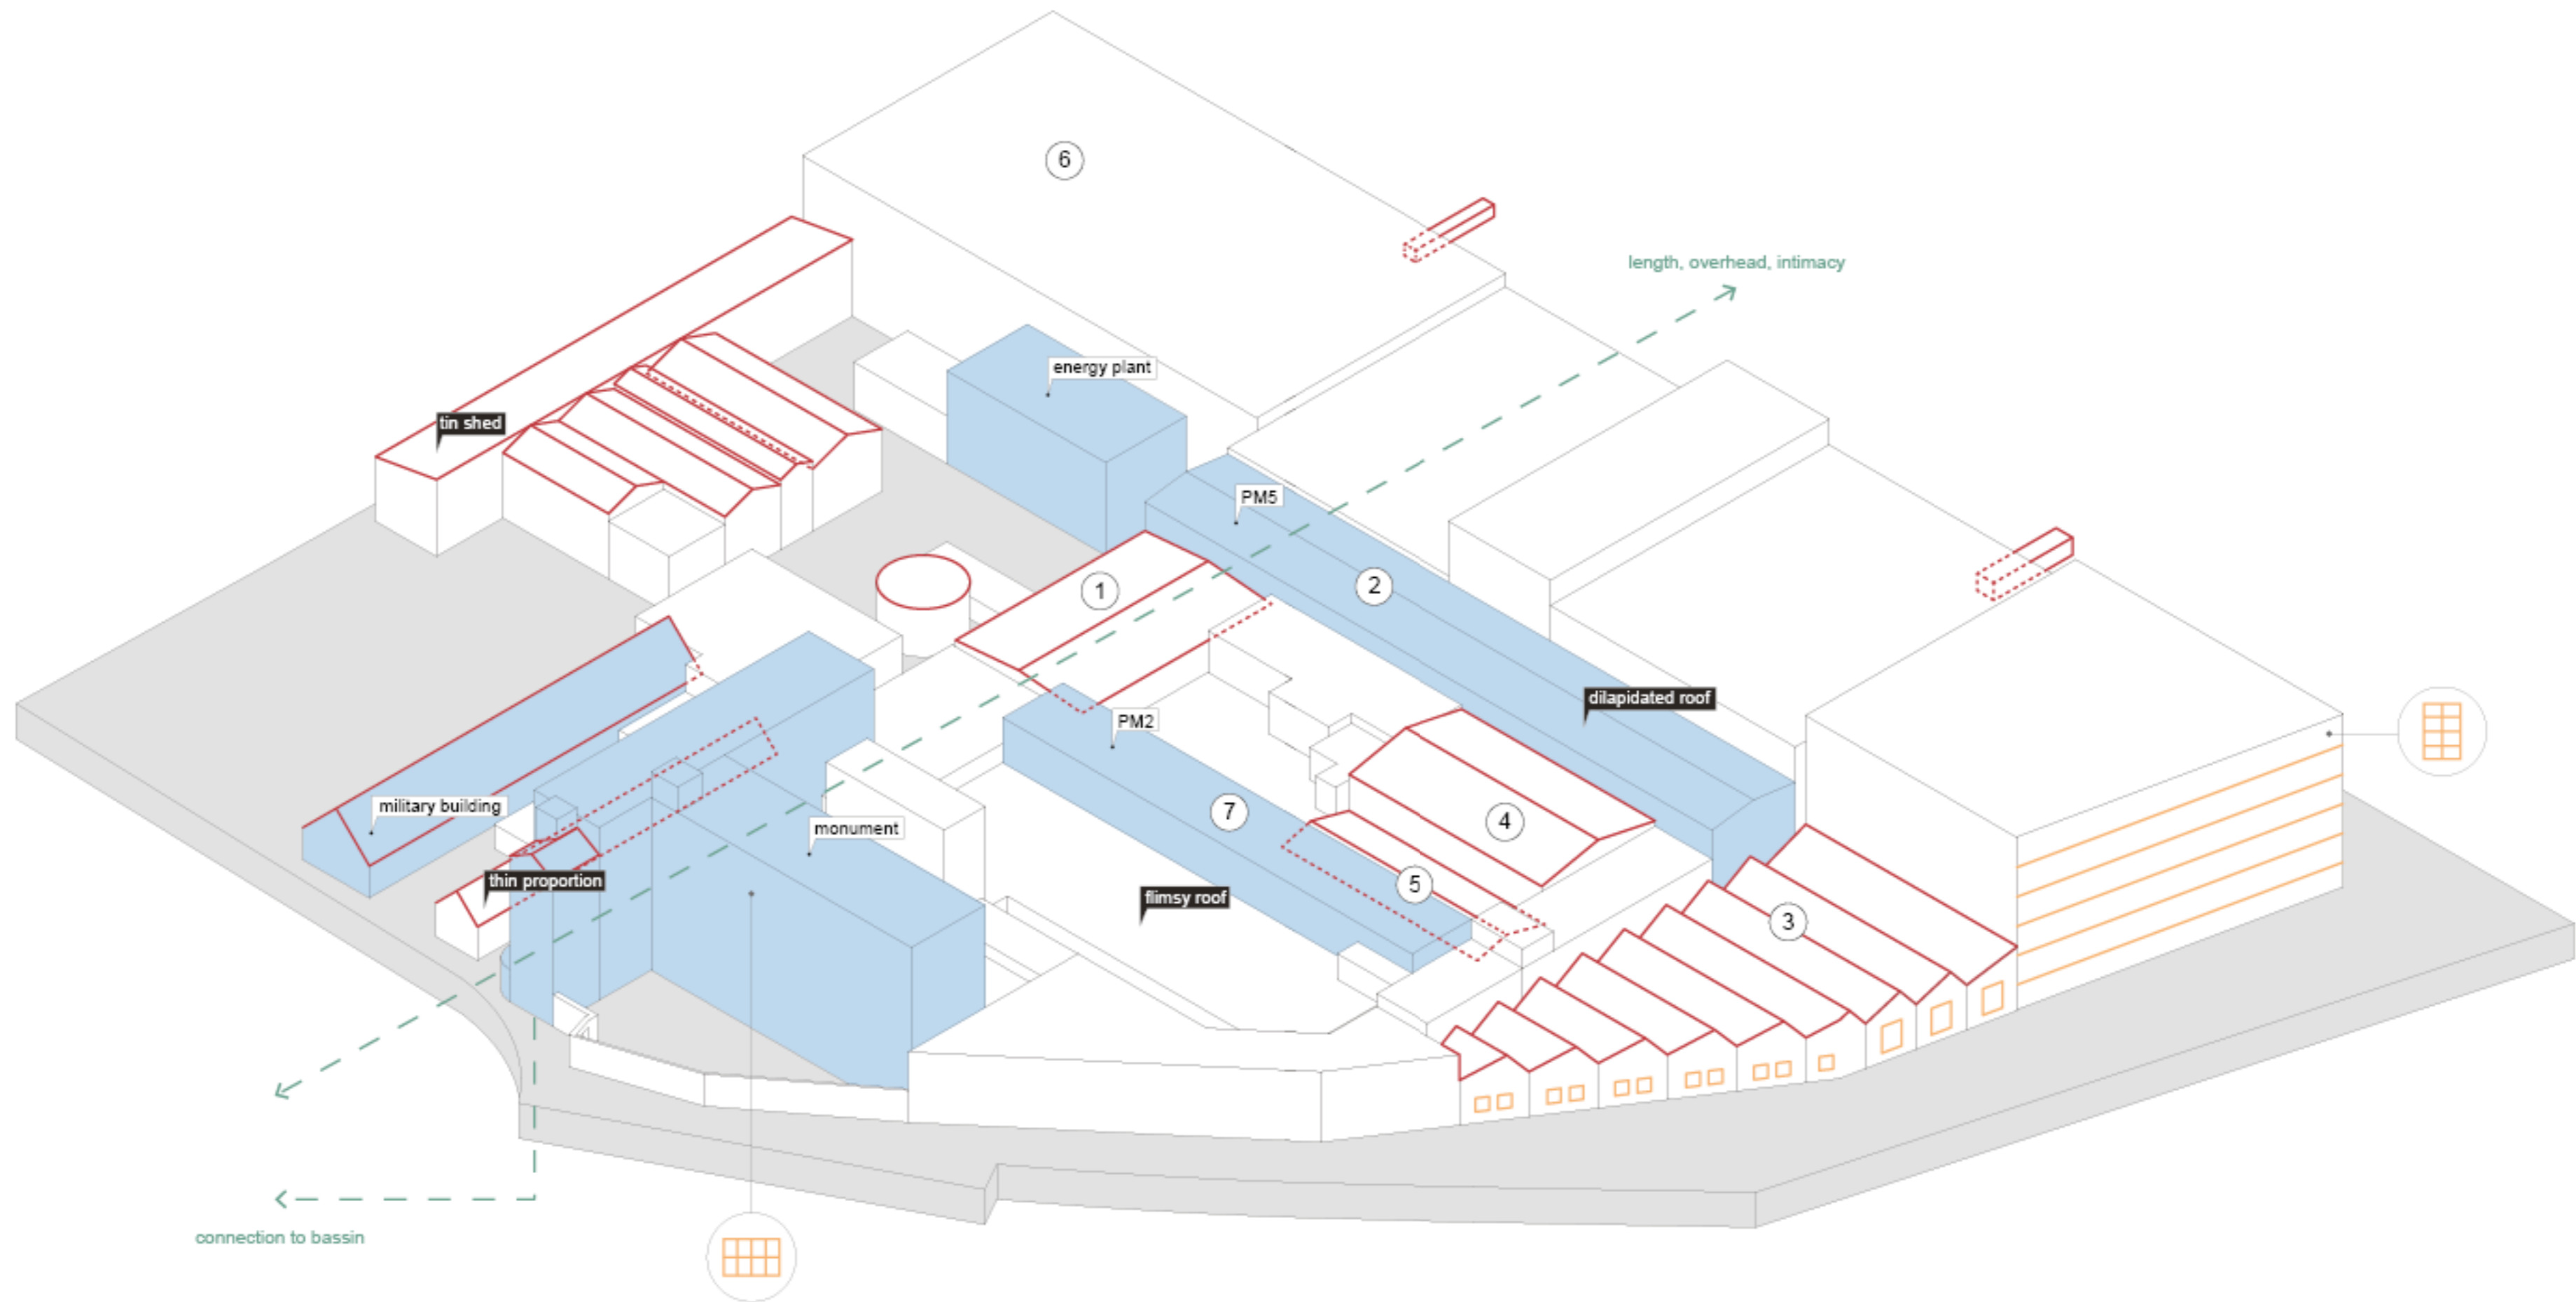 6
length, overhead, intimacy
energy plant
tin shed
PM5
1
2
dilapidated roof
PM2
military building
7
4
monument
thin proportion
5
flimsy roof
3
connection to bassin